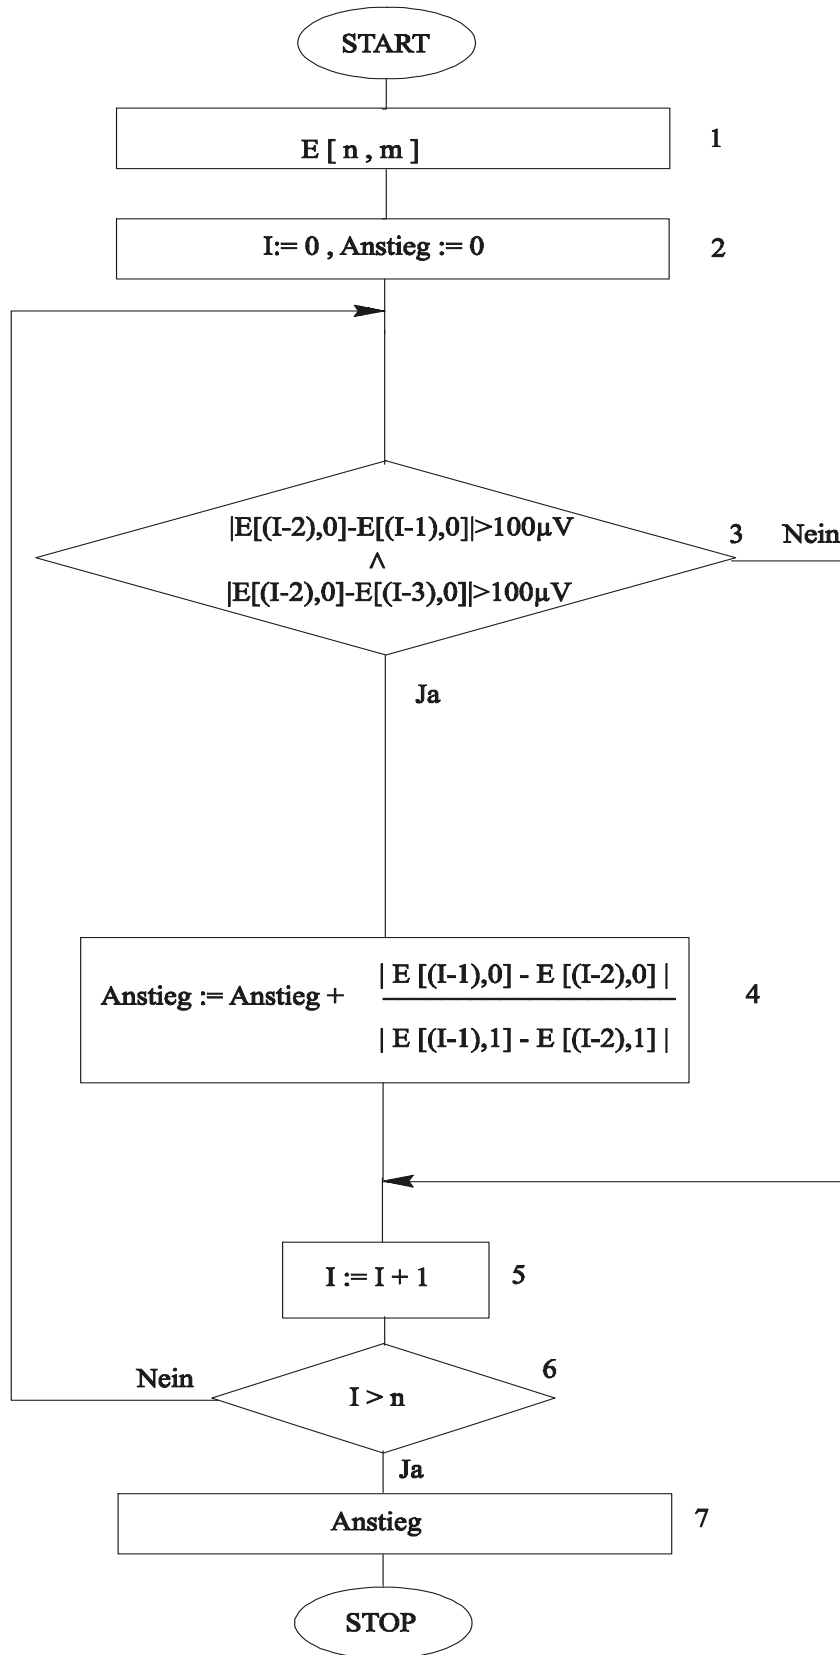 START
E [ n , m ]
1
I:= 0 , Anstieg := 0
2
|E[(I-2),0]-E[(I-1),0]|>100µV
∧
|E[(I-2),0]-E[(I-3),0]|>100µV
3
Nein
Ja
Anstieg := Anstieg +
| E [(I-1),0] - E [(I-2),0] |
| E [(I-1),1] - E [(I-2),1] |
4
I := I + 1
5
Nein
6
I > n
Ja
Anstieg
7
STOP